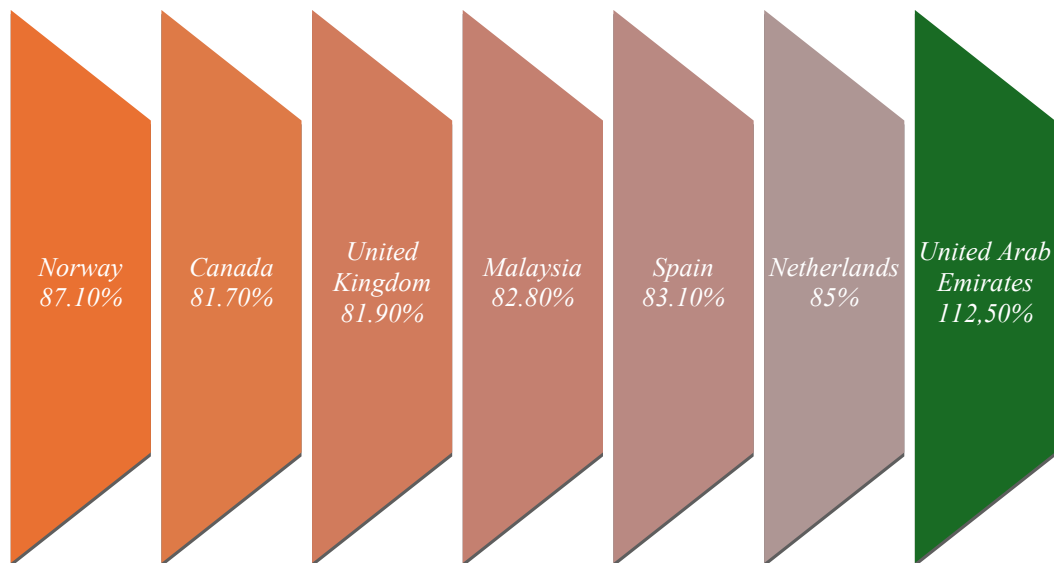 Norway
87.10%
Canada
81.70%
United
Kingdom
81.90%
Malaysia
82.80%
Spain
83.10%
Netherlands
85%
United Arab
Emirates
112,50%